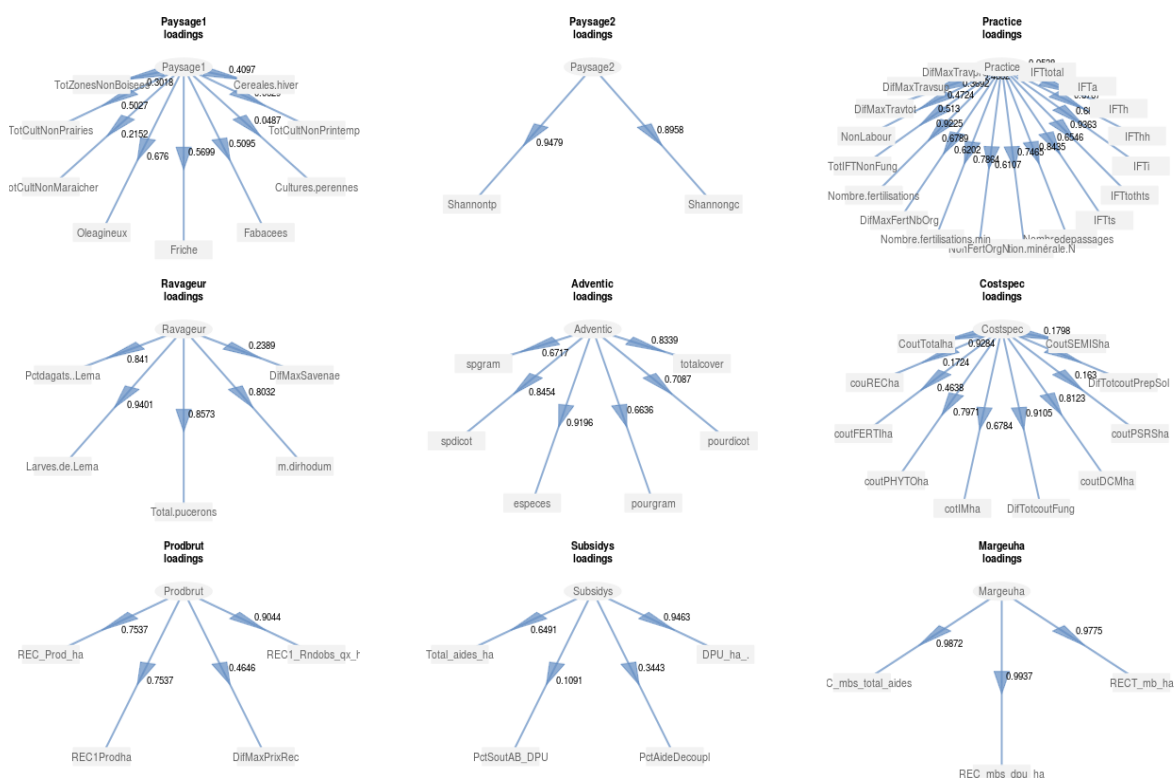 Paysage1
loadings
Paysage1
TotZonesNonBoisees
0.3018
0.4097
Cereales.hiver
0.5027
0.0487
TotCultNonPrairies
TotCultNonPrintemp
0.2152
0.676
0.5699
0.5095
otCultNonMaraicher
Cultures.perennes
Oleagineux
Friche
Fabacees
Paysage2
loadings
Paysage2
0.9479
0.8958
Shannontp
Shannongc
Practice
loadings
Practice
IFTtotal
DifMaxTravsup
0.4724
IFTa
DifMaxTravtot
0.513
IFTh
NonLabour
0.9225
0.9363
IFThh
0.6789
0.6546
TotIFTNonFung
0.6202
0.7864
0.6107
0.7465
0.8435
IFTi
Nombre.fertilisations
IFTtothts
DifMaxFertNbOrg
IFTts
Nombre.fertilisations.min
tion.minérale.N
Nombredepassages
Ravageur
loadings
Ravageur
0.841
0.2389
Pctdagats..Lema
DifMaxSavenae
0.9401
0.8573
0.8032
Larves.de.Lema
m.dirhodum
Total.pucerons
Adventic
loadings
Adventic
0.6717
0.8339
spgram
totalcover
0.8454
0.7087
0.9196
0.6636
spdicot
pourdicot
especes
pourgram
Costspec
loadings
Costspec
0.1798
CoutTotalha
0.9284
CoutSEMISha
0.1724
0.163
couRECha
DifTotcoutPrepSol
0.4638
0.7971
0.6784
0.9105
0.8123
coutFERTIha
coutPSRSha
coutPHYTOha
coutDCMha
cotIMha
DifTotcoutFung
Prodbrut
loadings
Prodbrut
0.7537
0.9044
REC_Prod_ha
REC1_Rndobs_qx_h
0.7537
0.4646
REC1Prodha
DifMaxPrixRec
Subsidys
loadings
Subsidys
0.6491
0.9463
Total_aides_ha
DPU_ha_.
0.1091
0.3443
PctSoutAB_DPU
PctAideDecoupl
Margeuha
loadings
Margeuha
0.9872
0.9775
0.9937
C_mbs_total_aides
RECT_mb_ha
REC_mbs_dpu_ha